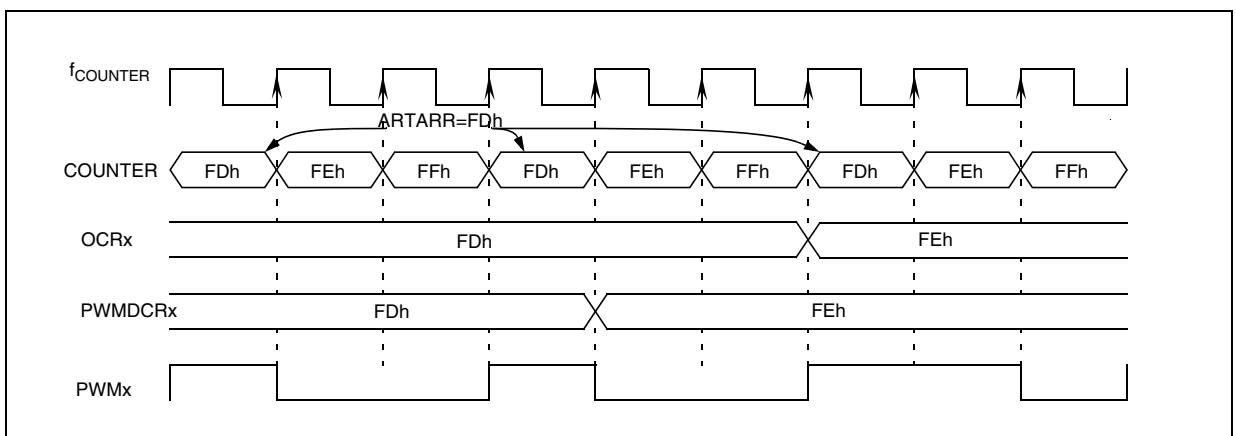 fCOUNTER
ARTARR=FDh
COUNTER FDh FEh FFh FDh FEh FFh FDh FEh FFh
OCRx FDh FEh
PWMDCRx FDh FEh
PWMx